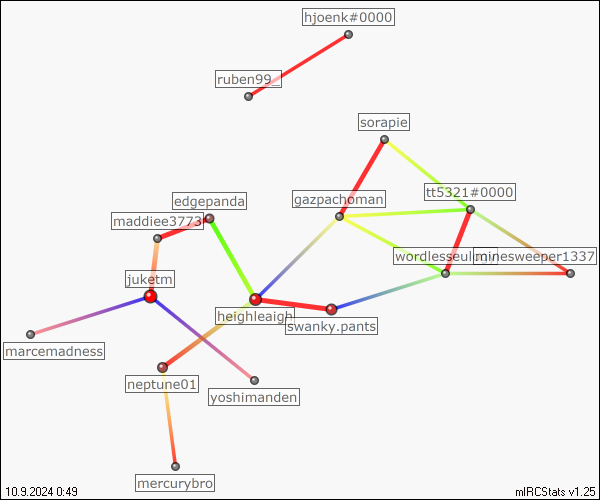 hjoenk#0000
ruben99_
sorapie
tt5321#0000
edgepanda
gazpachoman
maddiee3773
minesweeper1337
juketm
heighleaigh
swanky.pants
marcemadness
neptune01
yoshimanden
mercurybro
10.9.2024 0:49
mIRCStats v1.25